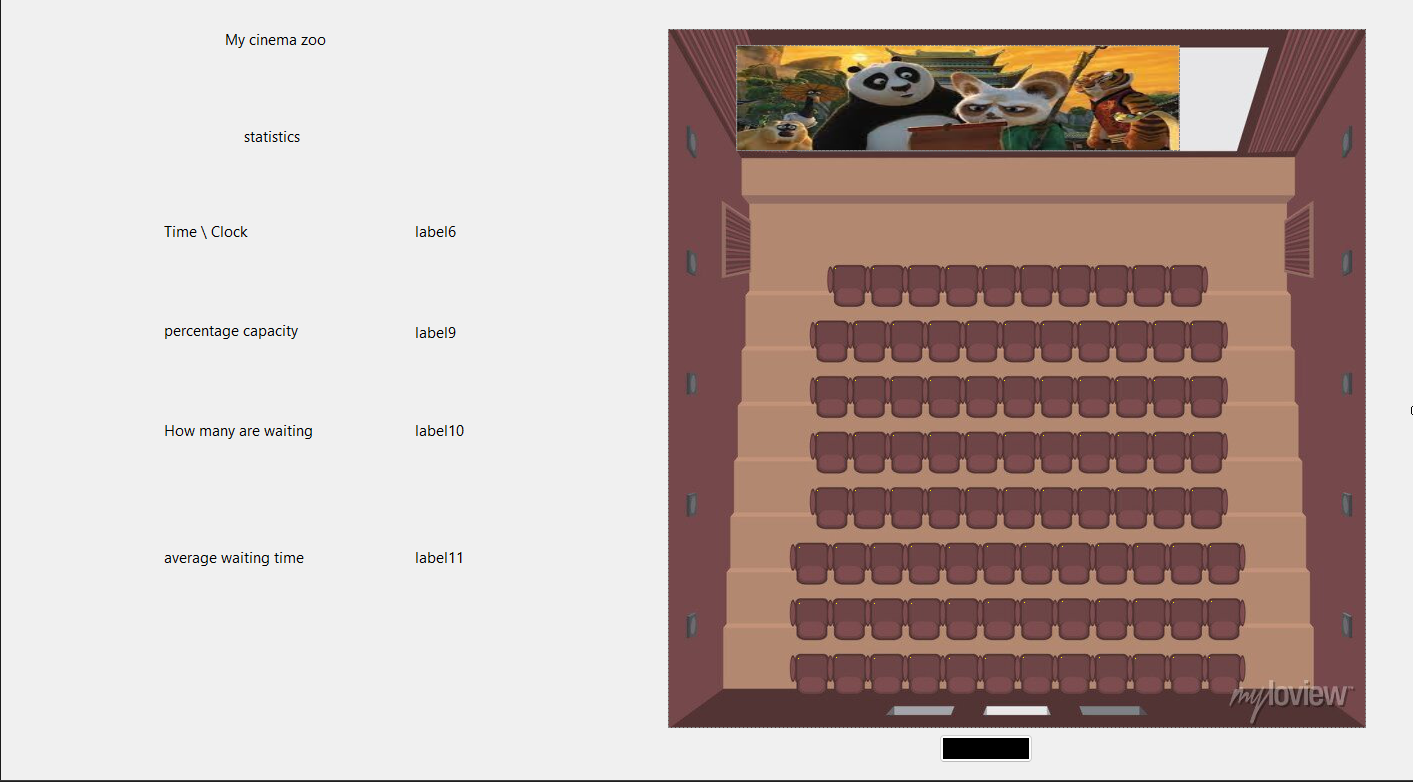 My cinema zoo
statistics
Time \ Clock
label6
percentage capacity
label9
How many are waiting
label10
average waiting time
label11
myloview